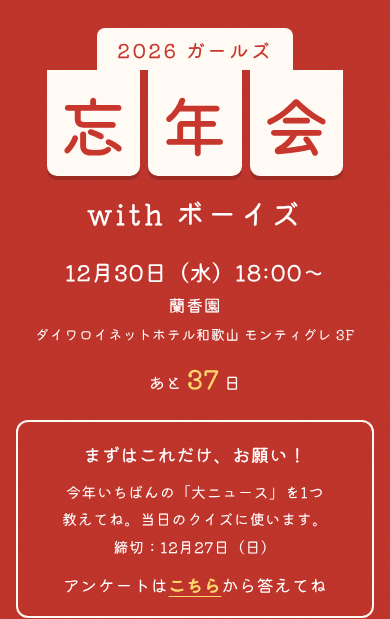 2026 ガールズ
忘年会
with ボーイズ
12月30日（水）18:00〜
蘭香園
ダイワロイネットホテル和歌山 モンティグレ 3F
あと 37 日
まずはこれだけ、お願い！
今年いちばんの「大ニュース」を1つ
教えてね。当日のクイズに使います。
締切：12月27日（日）
アンケートはこちらから答えてね